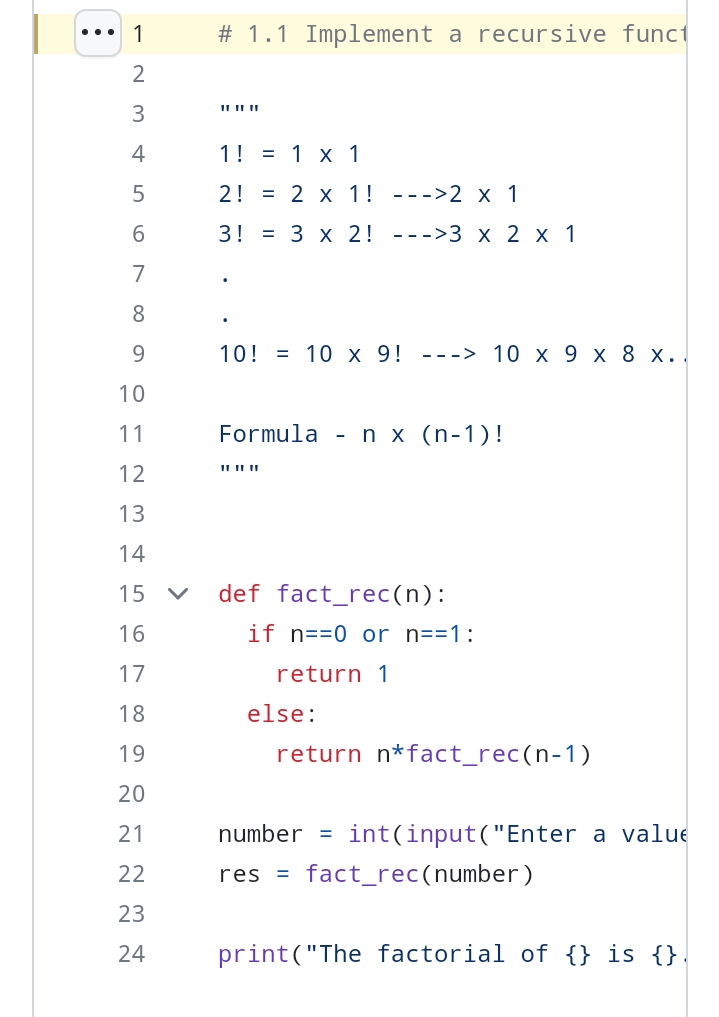 1 # 1.1 Implement a recursive funct
2
3 """
4 1! = 1 x 1
5 2! = 2 x 1! --->2 x 1
6 3! = 3 x 2! --->3 x 2 x 1
7 .
8 .
9 10! = 10 x 9! ---> 10 x 9 x 8 x..
10
11 Formula - n x (n-1)!
12 """
13
14
15 def fact_rec(n):
16 if n==0 or n==1:
17 return 1
18 else:
19 return n*fact_rec(n-1)
20
21 number = int(input("Enter a value
22 res = fact_rec(number)
23
24 print("The factorial of {} is {}.